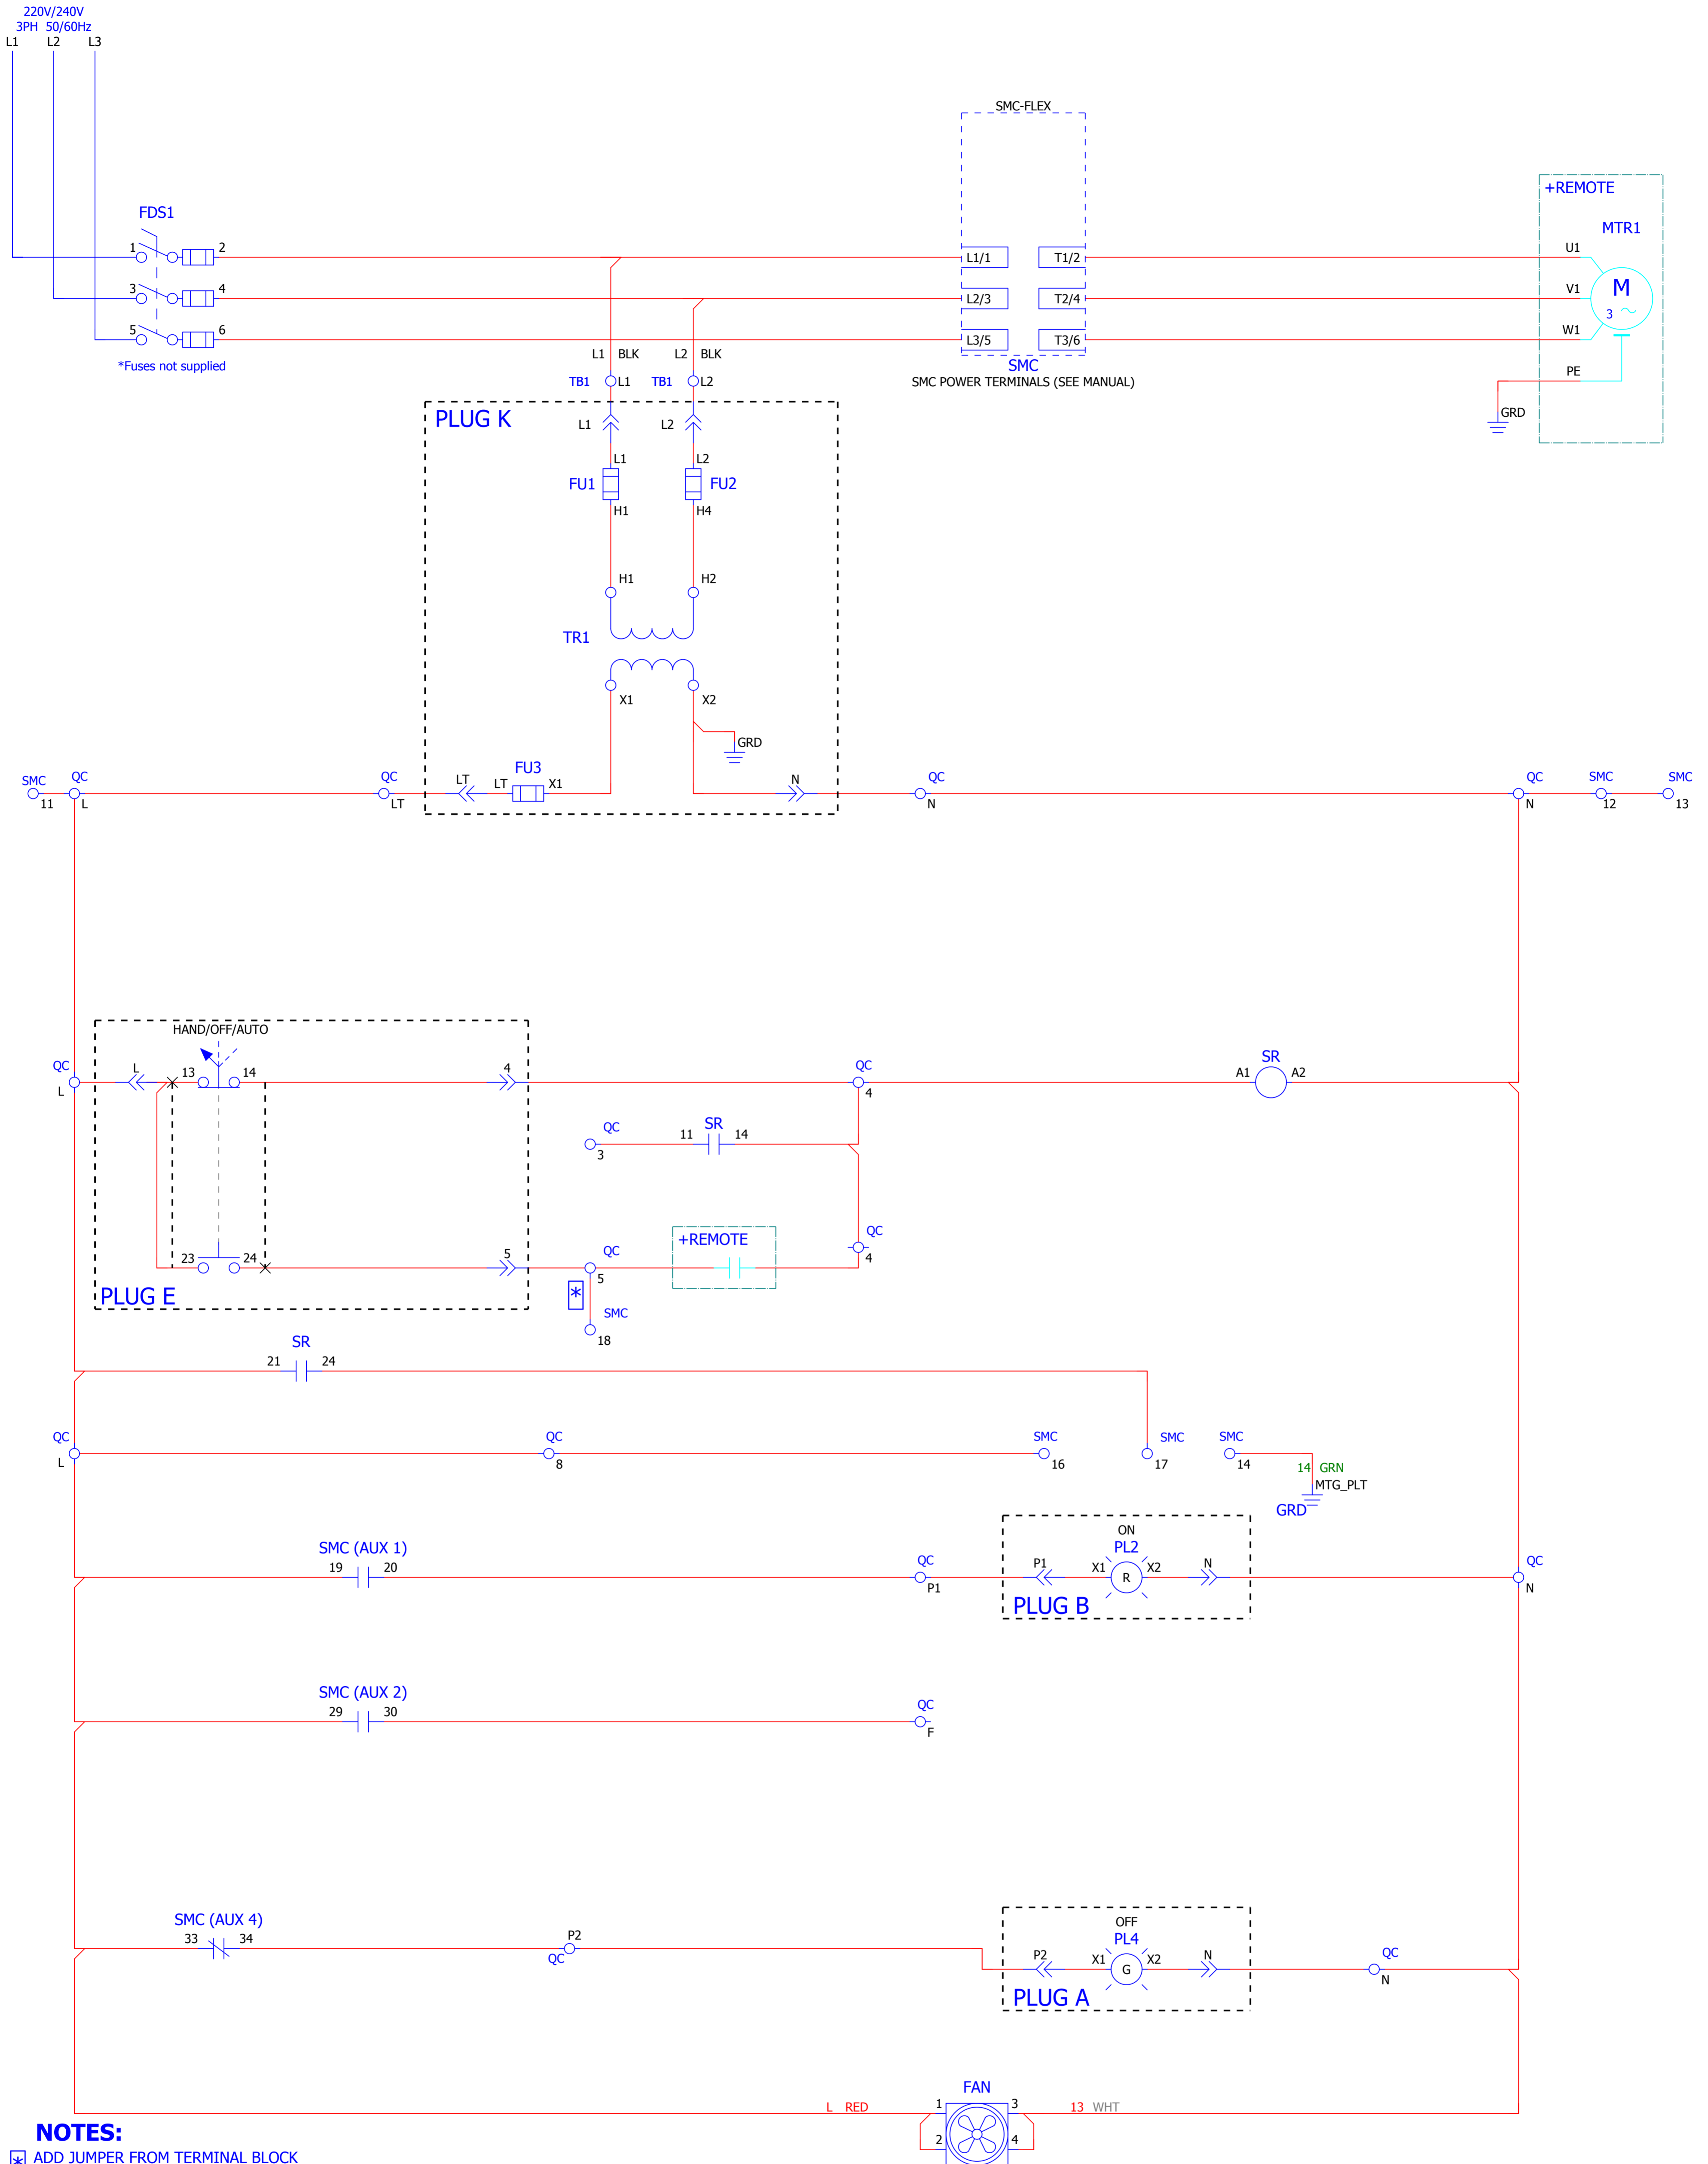 220V/240V
3PH 50/60Hz
L1 L2 L3
SMC-FLEX
+REMOTE
FDS1
MTR1
1 2
L1/1 T1/2
U1
3 4
L2/3 T2/4
V1
M
3
5 6
L3/5 T3/6
W1
*Fuses not supplied
L1 BLK L2 BLK
SMC
SMC POWER TERMINALS (SEE MANUAL)
PE
TB1 L1 TB1 L2
GRD
PLUG K
L1 L2
L1 L2
FU1 FU2
H1 H4
H1 H2
TR1
X1 X2
GRD
FU3
SMC QC QC LT LT X1 N QC QC SMC SMC
11 L LT N N 12 13
HAND/OFF/AUTO
QC L 13 14 4 QC SR
L 4 A1 A2
QC SR
3 11 14
+REMOTE
QC
4
23 24 5 QC
5
PLUG E
*
SMC
18
SR
21 24
QC QC SMC SMC SMC
L 8 16 17 14
14 GRN
MTG_PLT
GRD
ON
SMC (AUX 1) PL2
19 20 QC P1 X1 R X2 N QC
P1 N
PLUG B
SMC (AUX 2)
29 30 QC
F
OFF
SMC (AUX 4) PL4
33 34 P2
QC
P2 X1 G X2 N QC
N
PLUG A
FAN
L RED 1 3 13 WHT
2 4
NOTES:
* ADD JUMPER FROM TERMINAL BLOCK